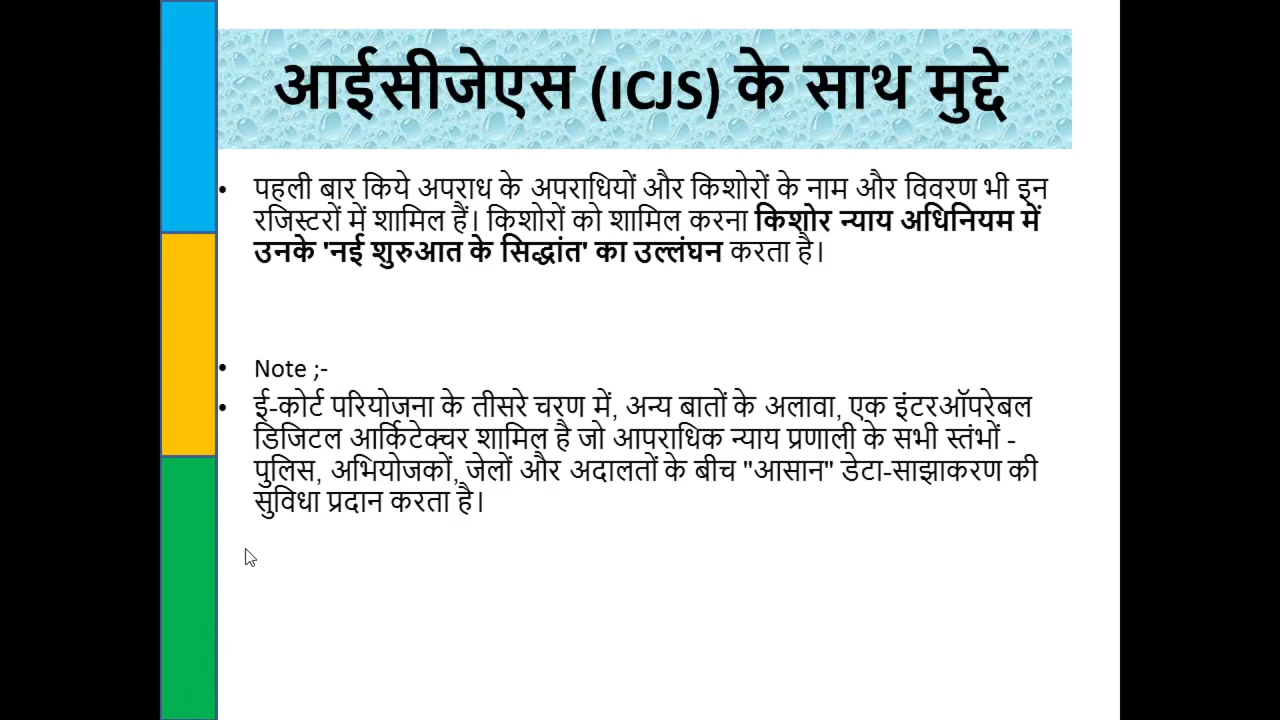 आईसीजेएस (ICJS) के साथ मुद्दे
• पहली बार किये अपराध के अपराधियों और किशोरों के नाम और विवरण भी इन
रजिस्टरों में शामिल हैं। किशोरों को शामिल करना किशोर न्याय अधिनियम में
उनके 'नई शुरुआत के सिद्धांत' का उल्लंघन करता है।
• Note ;-
• ई-कोर्ट परियोजना के तीसरे चरण में, अन्य बातों के अलावा, एक इंटरऑपरेबल
डिजिटल आर्किटेक्चर शामिल है जो आपराधिक न्याय प्रणाली के सभी स्तंभों -
पुलिस, अभियोजकों, जेलों और अदालतों के बीच "आसान" डेटा-साझाकरण की
सुविधा प्रदान करता है।